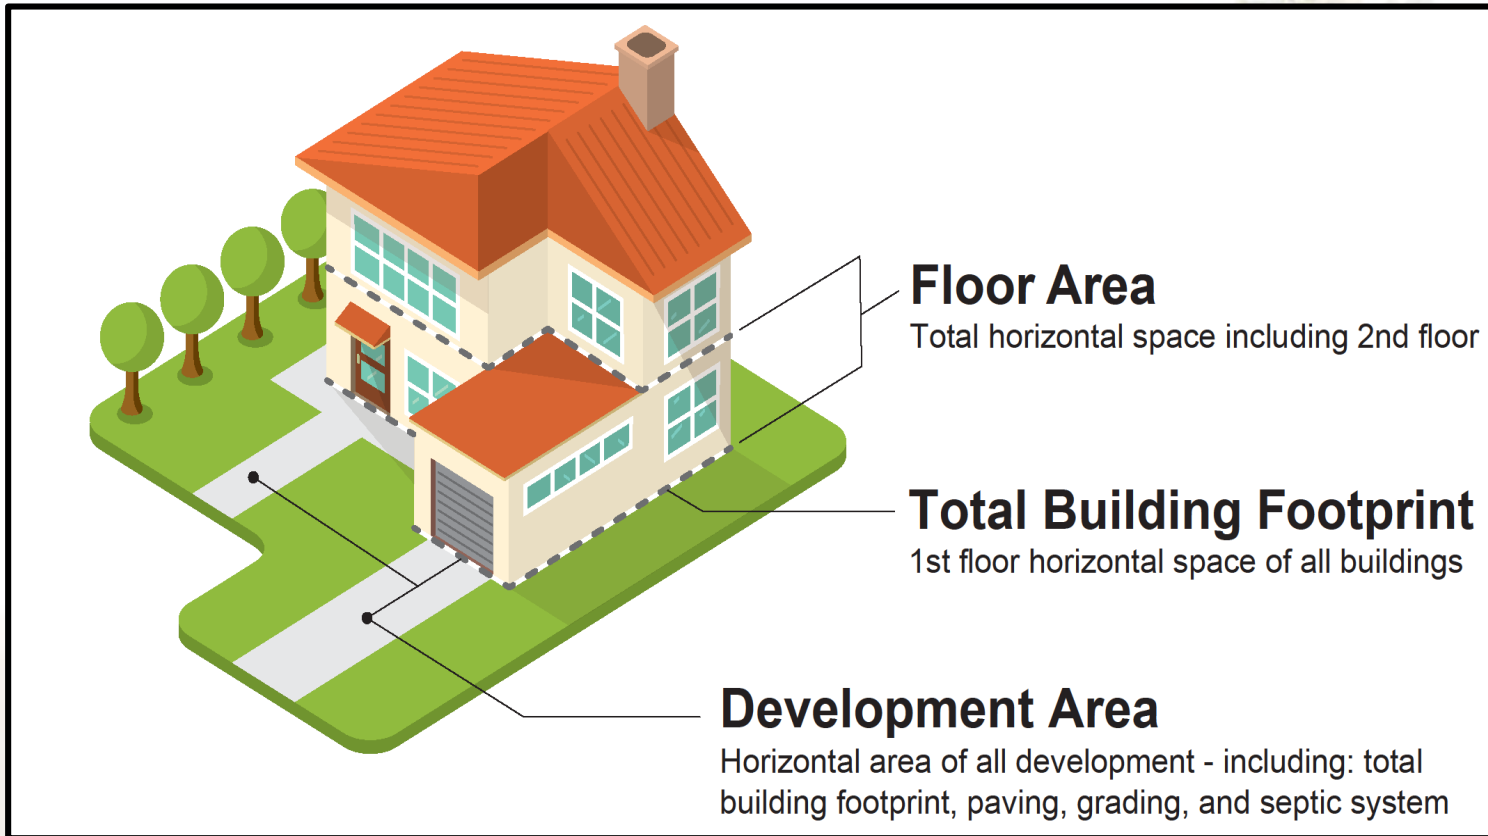 Floor Area
Total horizontal space including 2nd floor
Total Building Footprint
1st floor horizontal space of all buildings
Development Area
Horizontal area of all development - including: total
building footprint, paving, grading, and septic system